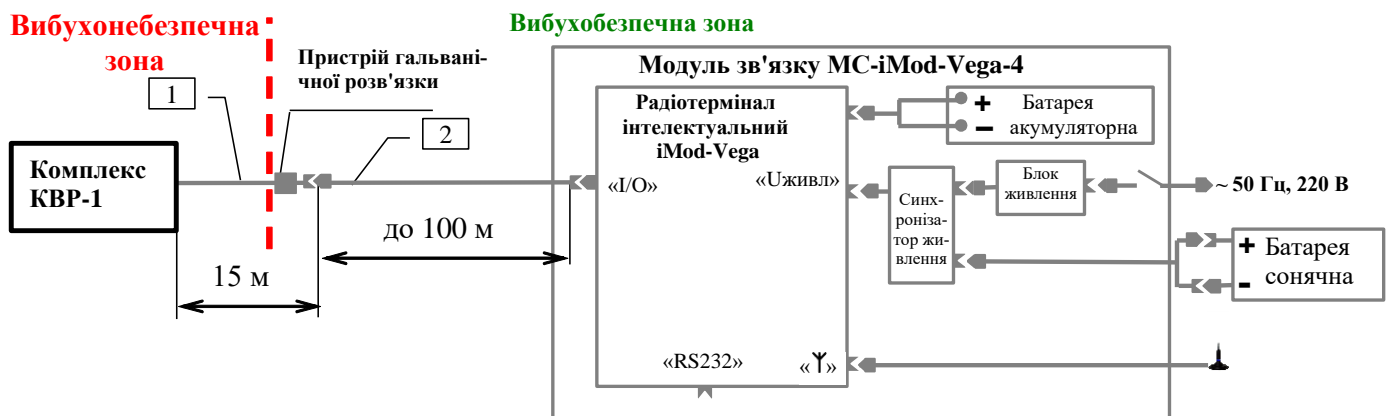 Вибухонебезпечна
зона
Вибухобезпечна зона
Пристрій гальвані-
чної розв'язки
1
2
Комплекс
КВР-1
15 м
до 100 м
Модуль зв'язку МС-iMod-Vega-4
Радіотермінал
інтелектуальний
iMod-Vega
«I/O»
«Uживл»
«RS232»
« »
+
−
Батарея
акумуляторна
Синх-
роніза-
тор жи-
влення
Блок
живлення
~ 50 Гц, 220 В
+
-
Батарея
сонячна